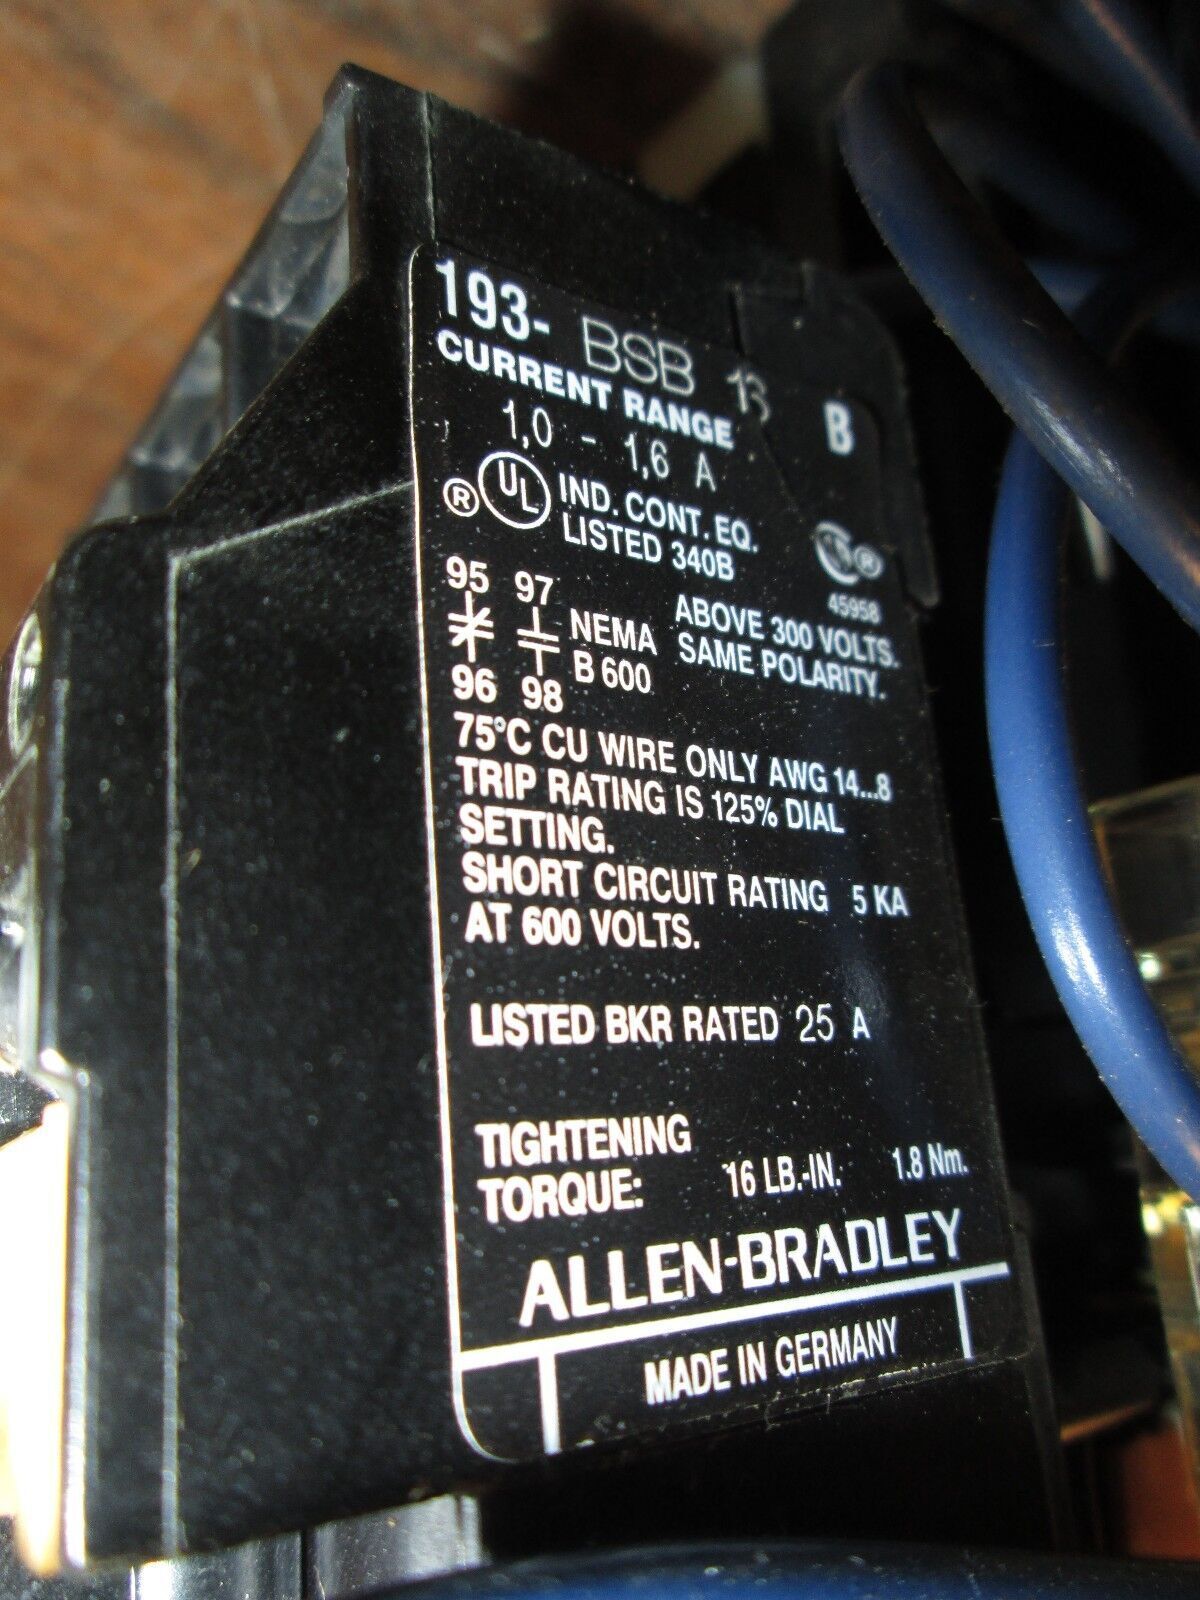 193- BSB 13 B
CURRENT RANGE
1,0 - 1,6 A
® UL IND. CONT. EQ.
LISTED 340B
®
45958
95 97
NEMA
B 600
96 98
ABOVE 300 VOLTS.
SAME POLARITY.
75°C CU WIRE ONLY AWG 14...8
TRIP RATING IS 125% DIAL
SETTING.
SHORT CIRCUIT RATING 5 KA
AT 600 VOLTS.
LISTED BKR RATED 25 A
TIGHTENING
TORQUE: 16 LB.-IN. 1.8 Nm.
ALLEN-BRADLEY
MADE IN GERMANY